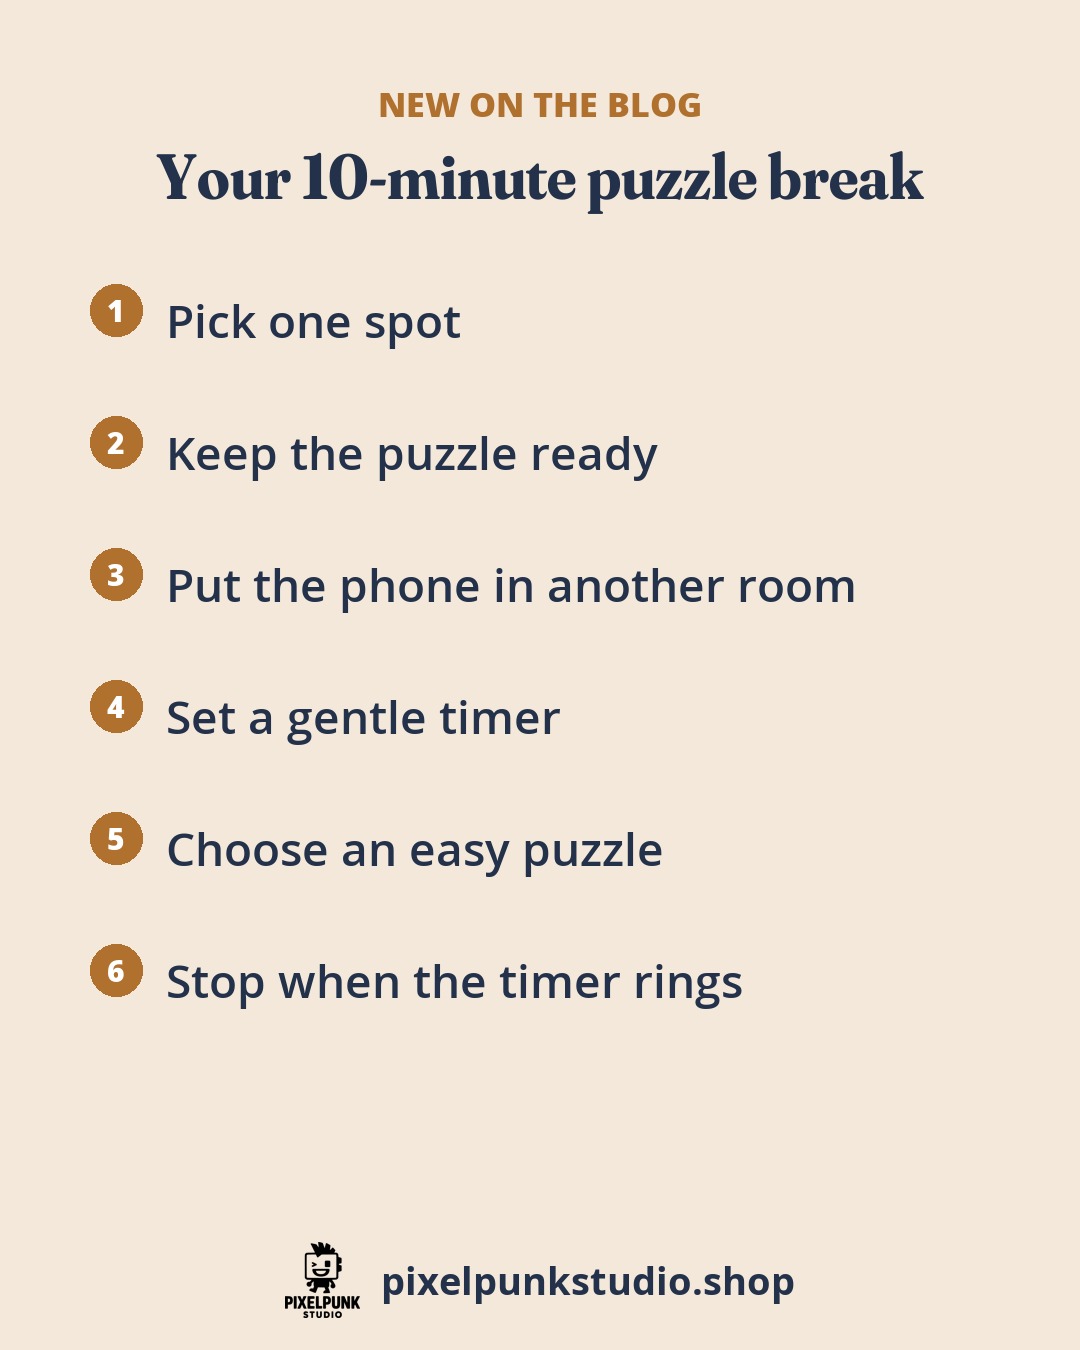 NEW ON THE BLOG
Your 10-minute puzzle break
1 Pick one spot
2 Keep the puzzle ready
3 Put the phone in another room
4 Set a gentle timer
5 Choose an easy puzzle
6 Stop when the timer rings
PIXELPUNK
STUDIO
pixelpunkstudio.shop